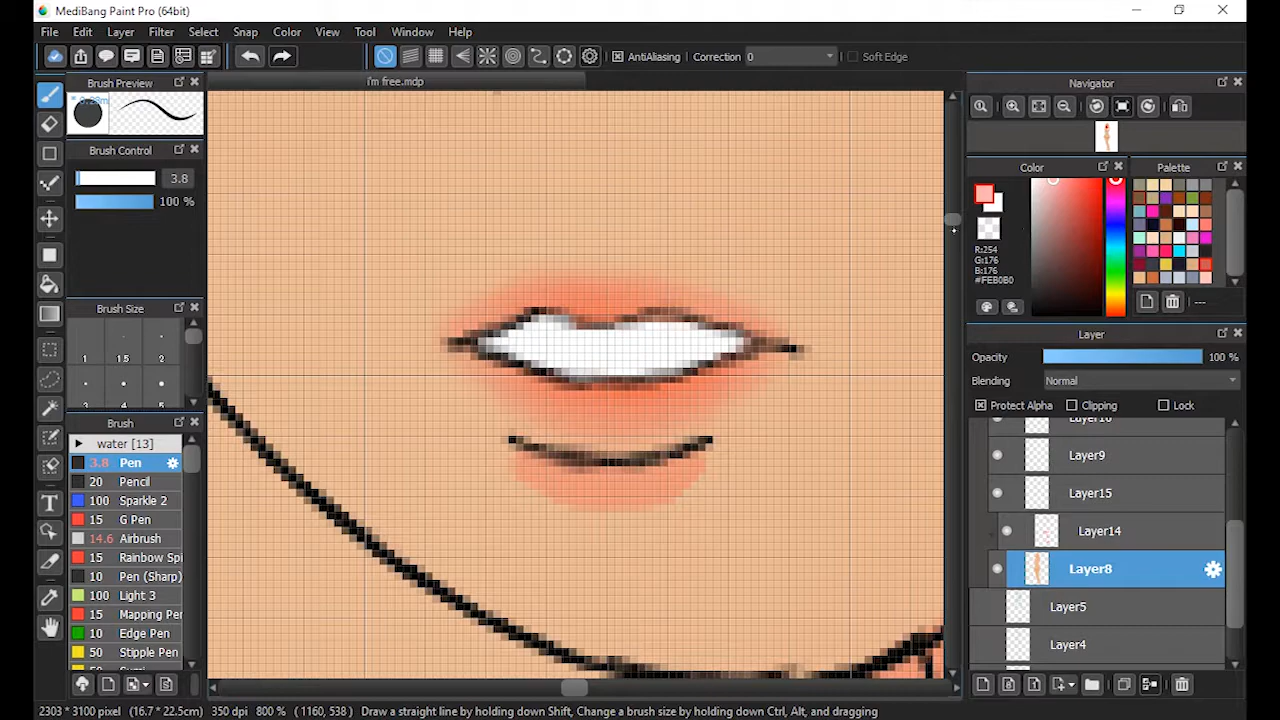 MediBang Paint Pro (64bit)
File Edit Layer Filter Select Snap Color View Tool Window Help
AntiAliasing Correction 0 Soft Edge
Brush Preview
i'm free.mdp
Navigator
Brush Control
3.8
100 %
Color
Palette
R:254
G:176
B:176
#FEB0B0
---
Brush Size
1 1.5 2
3 4 5
Layer
Opacity 100 %
Blending Normal
Protect Alpha Clipping Lock
Layer9
Layer15
Layer14
Layer8
Layer5
Layer4
Brush
water [13]
3.8 Pen
20 Pencil
100 Sparkle 2
15 G Pen
14.6 Airbrush
15 Rainbow Spi
10 Pen (Sharp)
100 Light 3
15 Mapping Pen
10 Edge Pen
50 Stipple Pen
2303 * 3100 pixel (16.7 * 22.5cm) 350 dpi 800 % ( 1160, 538 ) Draw a straight line by holding down Shift, Change a brush size by holding down Ctrl, Alt, and dragging